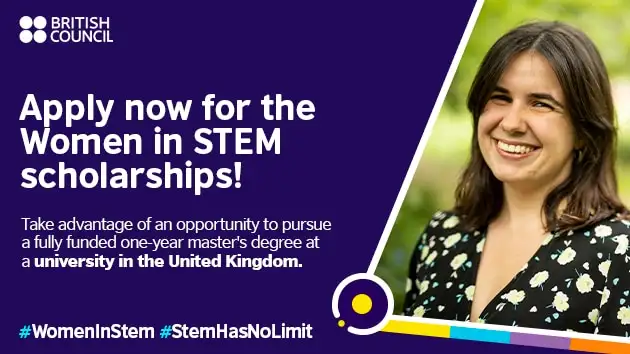 BRITISH
COUNCIL
Apply now for the
Women in STEM
scholarships!
Take advantage of an opportunity to pursue
a fully funded one-year master's degree at
a university in the United Kingdom.
#WomenInStem #StemHasNoLimit